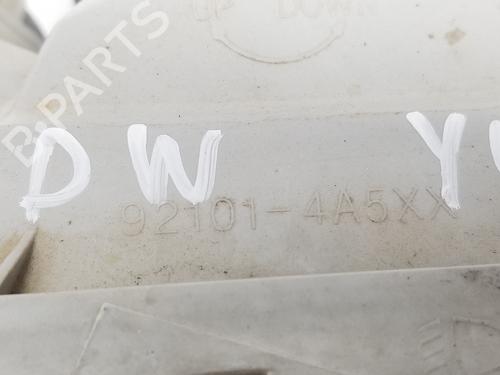 UP DOWN
B-PARTS
DW Y
92101-4A5XX